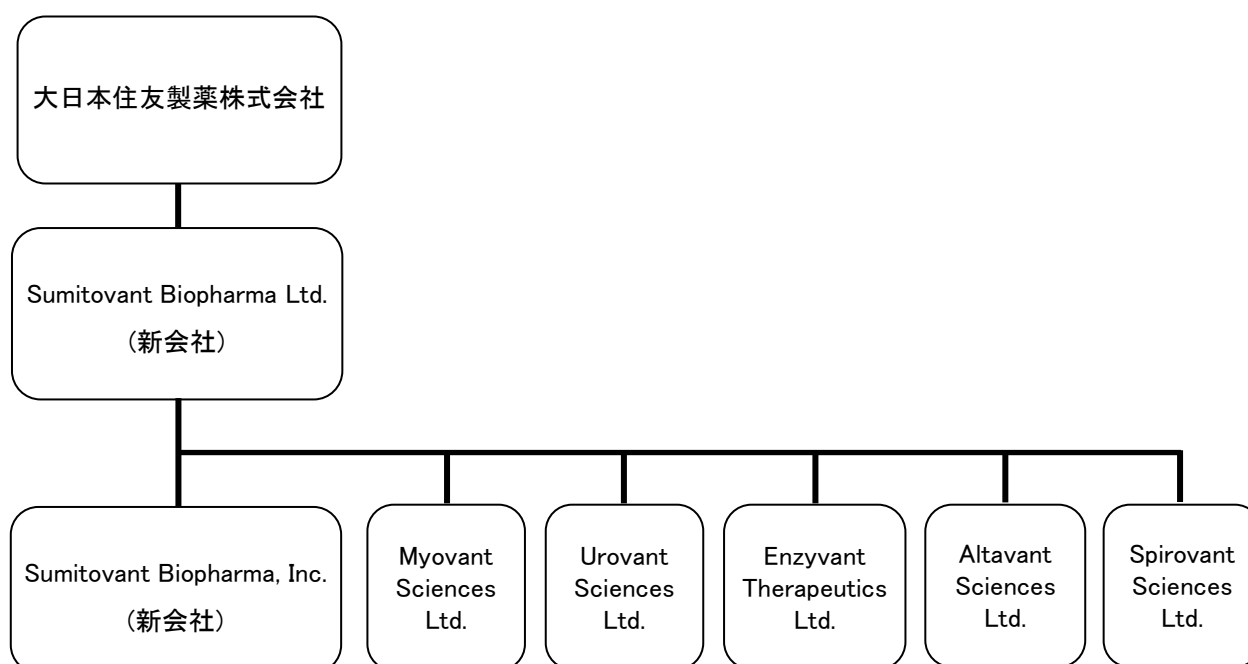 大日本住友製薬株式会社
Sumitovant Biopharma Ltd.
(新会社)
Sumitovant Biopharma, Inc.
(新会社)
Myovant
Sciences
Ltd.
Urovant
Sciences
Ltd.
Enzyvant
Therapeutics
Ltd.
Altavant
Sciences
Ltd.
Spirovant
Sciences
Ltd.